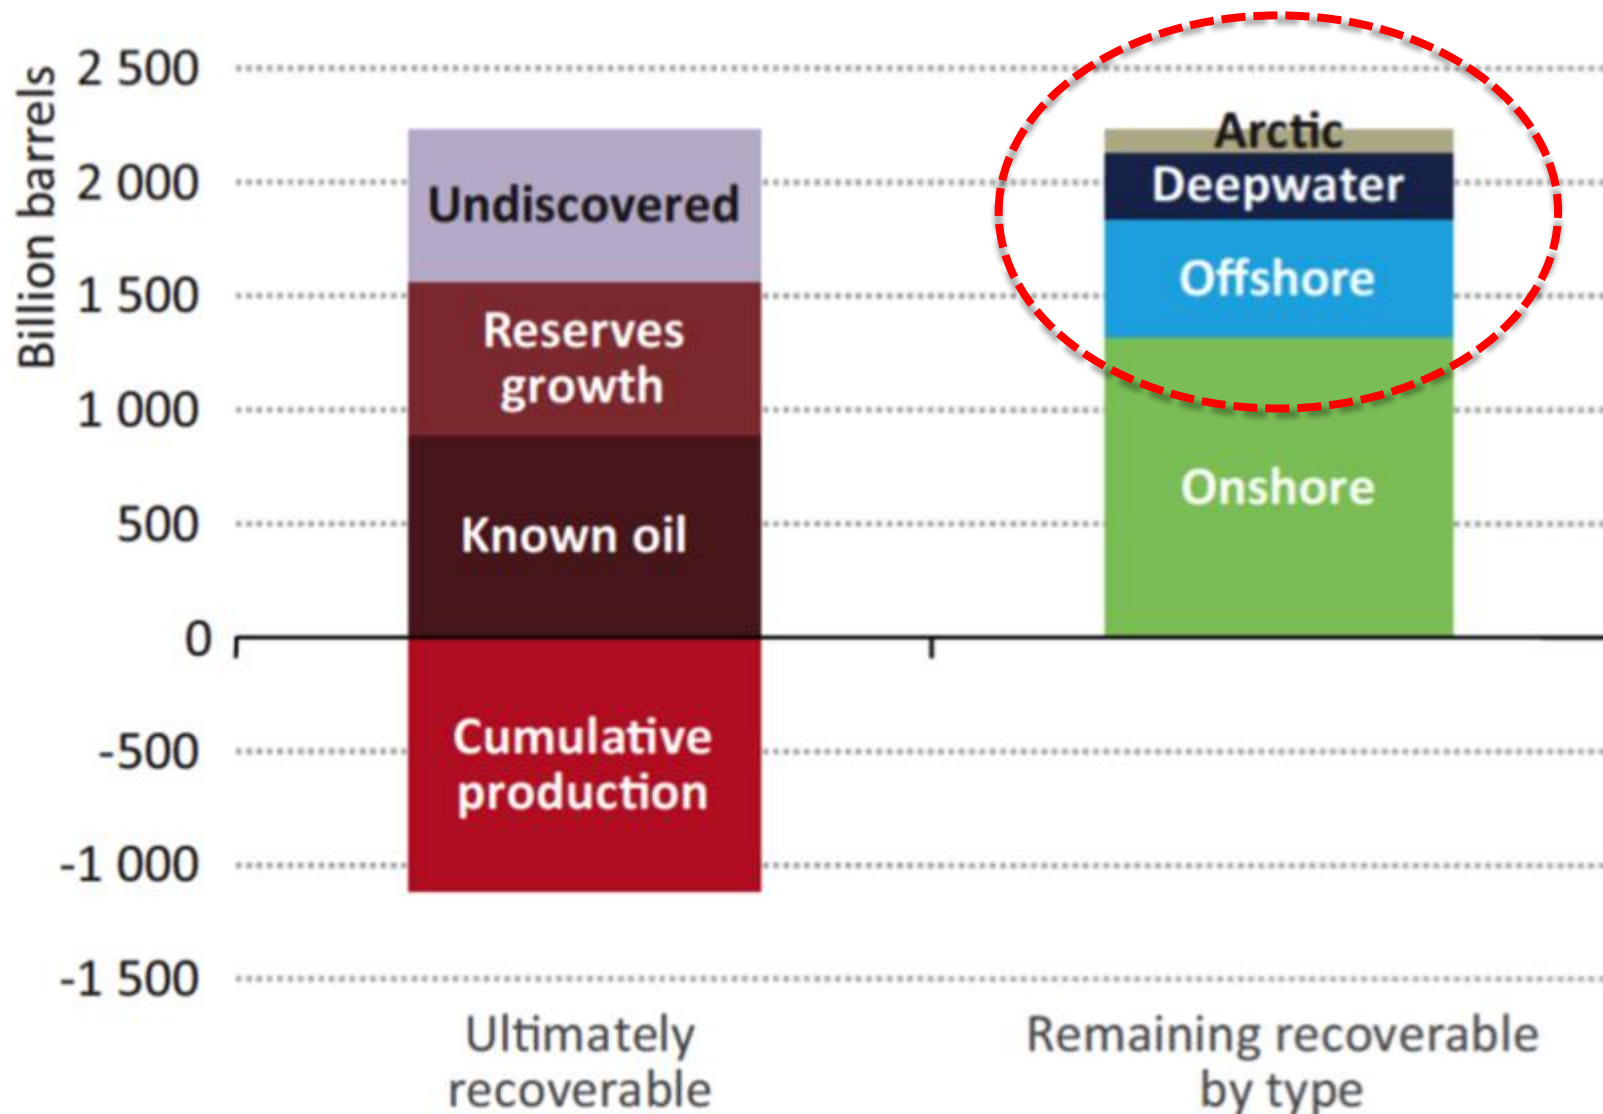 Billion barrels
2 500
2 000
1 500
1 000
500
0
-500
-1 000
-1 500
Undiscovered
Reserves
growth
Known oil
Cumulative
production
Arctic
Deepwater
Offshore
Onshore
Ultimately
recoverable
Remaining recoverable
by type